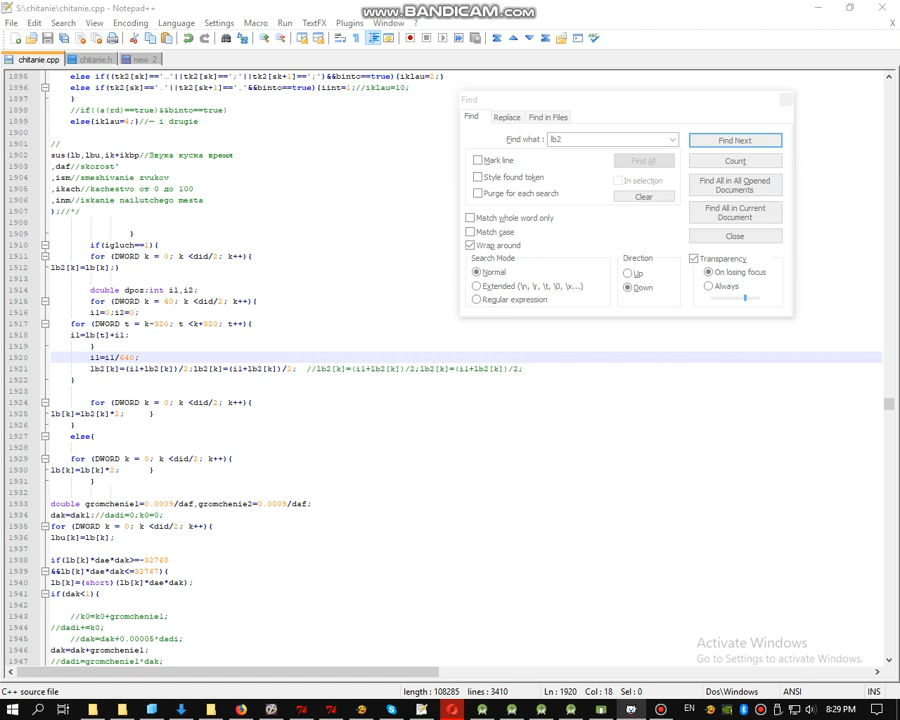 S:\chitanie\chitanie.cpp - Notepad++
www.BANDICAM.com
File Edit Search View Encoding Language Settings Macro Run TextFX Plugins Window ?
X
chitanie.cpp chitanie.h new 2
1895 else if((tk2[sk]=='…'||tk2[sk]==';'||tk2[sk+1]==';')&&binto==true){iklau=2;}
1896 else if(tk2[sk]=='.'||tk2[sk+1]=='.'&&binto==true){iint=1;//iklau=10;
1897 }
1898 //if((a(rd)==true)&&binto==true)
1899 else{iklau=4;}//— i drugie
1900
1901 //
1902 sus(lb,lbu,ik+ikbp//Звука куска время
1903 ,daf//skorost'
1904 ,ism//smeshivanie zvukov
1905 ,ikach//kachestvo от 0 до 100
1906 ,inm//iskanie nailutchego mesta
1907 );//*/
1908
1909 }
1910 if(igluch==1){
1911 for (DWORD k = 0; k <did/2; k++){
1912 lb2[k]=lb[k];}
1913
1914 double dpoz;int i1,i2;
1915 for (DWORD k = 40; k <did/2; k++){
1916 i1=0;i2=0;
1917 for (DWORD t = k-320; t <k+320; t++){
1918 i1=lb[t]+i1;
1919 }
1920 i1=i1/640;
1921 lb2[k]=(i1+lb2[k])/2;lb2[k]=(i1+lb2[k])/2; //lb2[k]=(i1+lb2[k])/2;lb2[k]=(i1+lb2[k])/2;
1922 }
1923
1924 for (DWORD k = 0; k <did/2; k++){
1925 lb[k]=lb2[k]*2; }
1926 }
1927 else{
1928
1929 for (DWORD k = 0; k <did/2; k++){
1930 lb[k]=lb[k]*2; }
1931 }
1932
1933 double gromchenie1=0.0009/daf,gromchenie2=0.0009/daf;
1934 dak=dak1;//dadi=0;k0=0;
1935 for (DWORD k = 0; k <did/2; k++){
1936 lbu[k]=lb[k];
1937
1938 if(lb[k]*dae*dak>=-32768
1939 &&lb[k]*dae*dak<=32767){
1940 lb[k]=(short)(lb[k]*dae*dak);
1941 if(dak<1){
1942
1943 //k0=k0+gromchenie1;
1944 //dadi+=k0;
1945 //dak=dak+0.00005*dadi;
1946 dak=dak+gromchenie1;
1947 //dadi=gromchenie1*dak;
Find
Find Replace Find in Files
Find what : lb2 Find Next
Mark line Find All Count
Style found token In selection Find All in All Opened Documents
Purge for each search Clear
Find All in Current Document
Match whole word only
Match case Close
Wrap around
Search Mode Direction Transparency
Normal Up On losing focus
Extended (\n, \r, \t, \0, \x...) Down Always
Regular expression
Activate Windows
Go to Settings to activate Windows.
C++ source file length : 108285 lines : 3410 Ln : 1920 Col : 18 Sel : 0 Dos\Windows ANSI INS
EN 8:29 PM